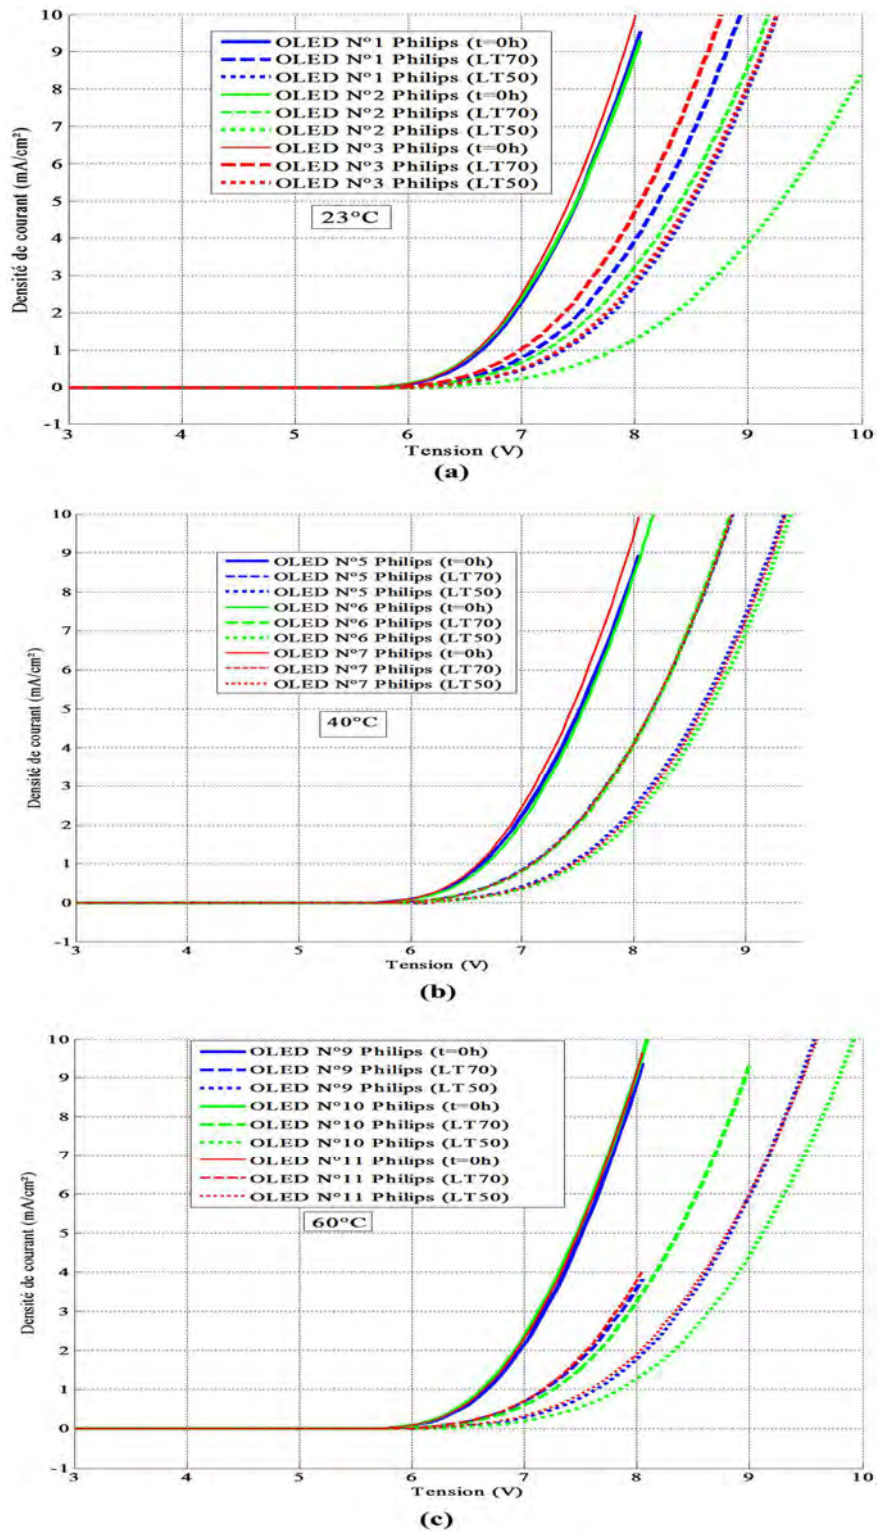 10
9
8
7
6
5
4
3
2
1
0
-1
Densité de courant (mA/cm²)
OLED N°1 Philips (t=0h)
OLED N°1 Philips (LT70)
OLED N°1 Philips (LT50)
OLED N°2 Philips (t=0h)
OLED N°2 Philips (LT70)
OLED N°2 Philips (LT50)
OLED N°3 Philips (t=0h)
OLED N°3 Philips (LT70)
OLED N°3 Philips (LT50)
23°C
3 4 5 6 7 8 9 10
Tension (V)
(a)
10
9
8
7
6
5
4
3
2
1
0
-1
Densité de courant (mA/cm²)
OLED N°5 Philips (t=0h)
OLED N°5 Philips (LT70)
OLED N°5 Philips (LT50)
OLED N°6 Philips (t=0h)
OLED N°6 Philips (LT70)
OLED N°6 Philips (LT50)
OLED N°7 Philips (t=0h)
OLED N°7 Philips (LT70)
OLED N°7 Philips (LT50)
40°C
3 4 5 6 7 8 9
Tension (V)
(b)
10
9
8
7
6
5
4
3
2
1
0
-1
Densité de courant (mA/cm²)
OLED N°9 Philips (t=0h)
OLED N°9 Philips (LT70)
OLED N°9 Philips (LT50)
OLED N°10 Philips (t=0h)
OLED N°10 Philips (LT70)
OLED N°10 Philips (LT50)
OLED N°11 Philips (t=0h)
OLED N°11 Philips (LT70)
OLED N°11 Philips (LT50)
60°C
3 4 5 6 7 8 9 10
Tension (V)
(c)